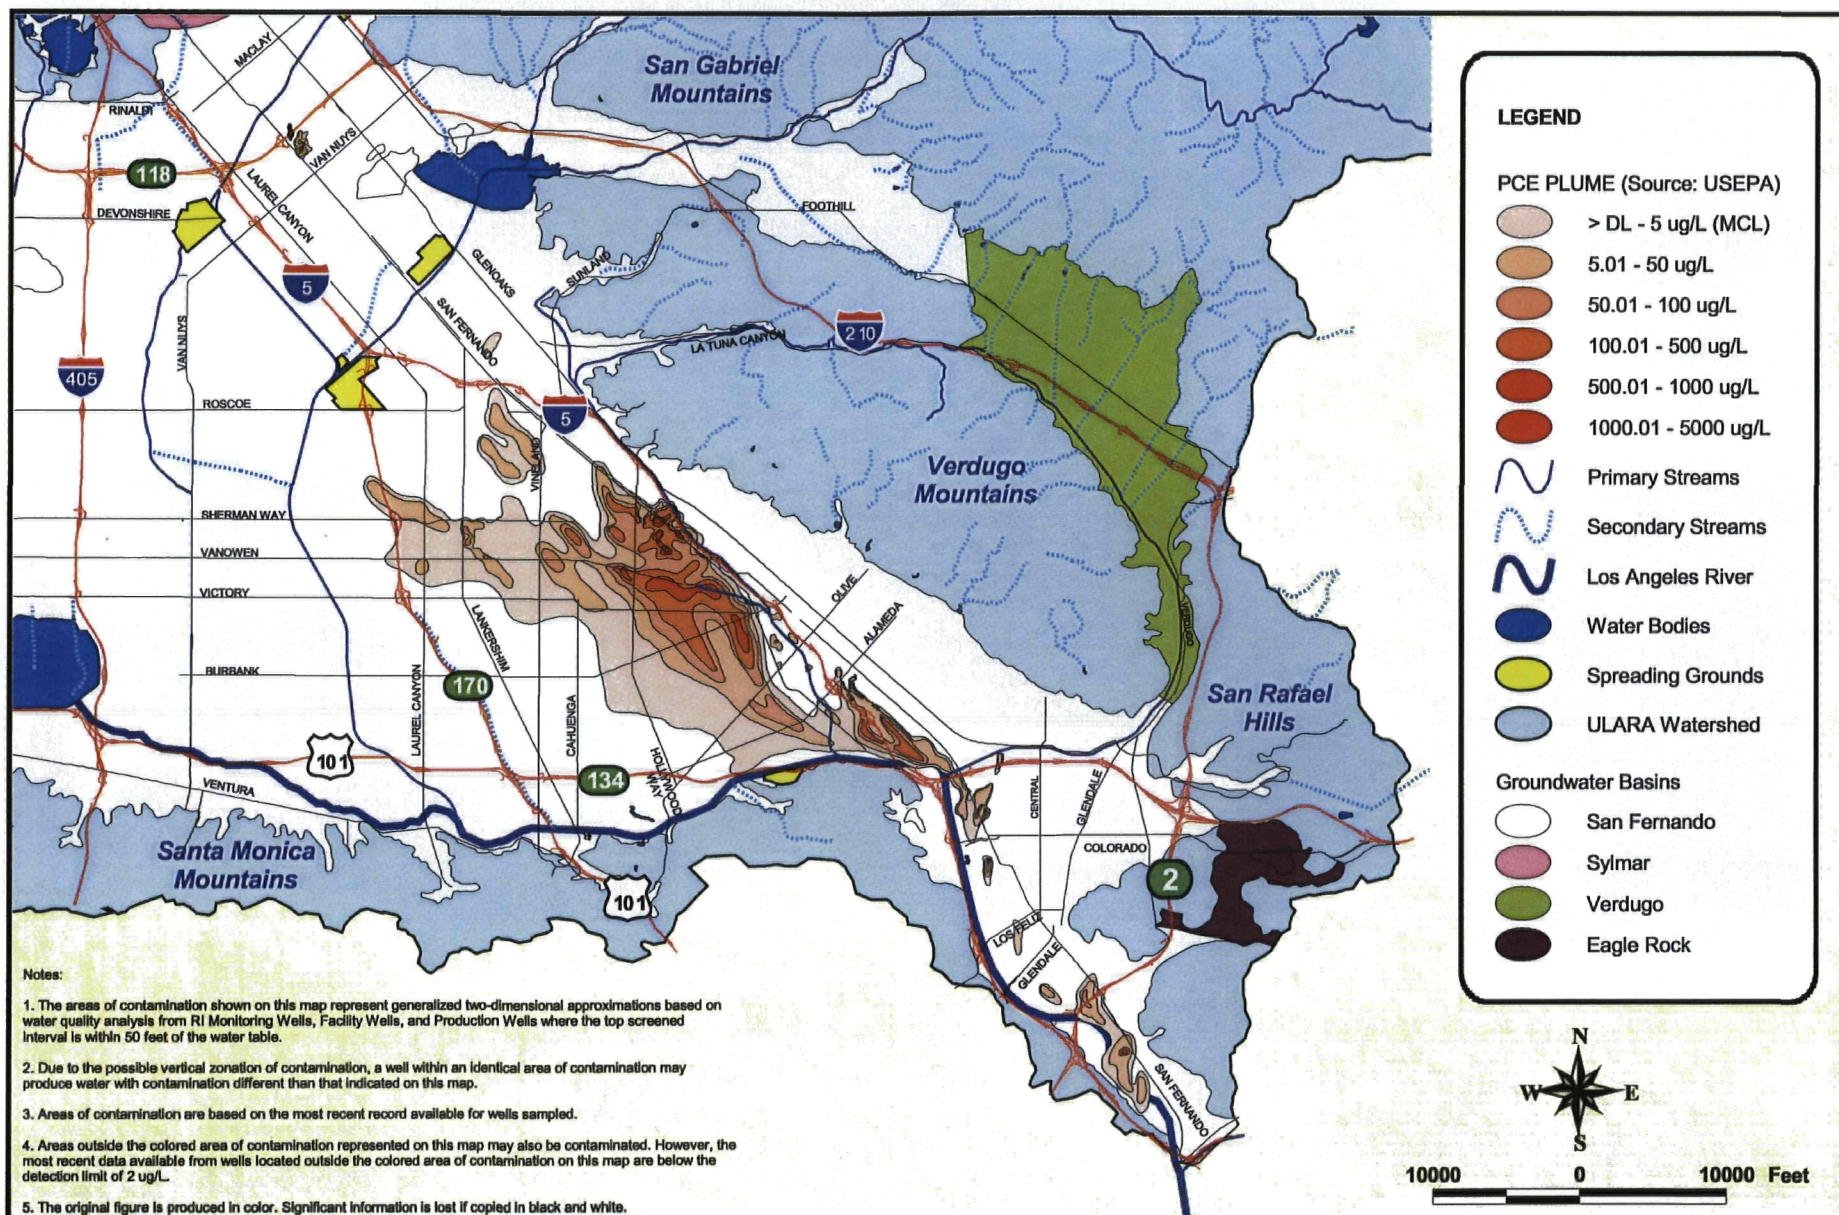 San Gabriel
Mountains
MACLAY
RINALDI
VAN NUYS
118
DEVONSHIRE
LAUREL CANYON
FOOTHILL
GLENOAKS
SUNLAND
5
SAN FERNANDO
VAN NUYS
LA TUNA CANYON
210
405
ROSCOE
5
VINELAND
Verdugo
Mountains
SHERMAN WAY
VANOWEN
VICTORY
OLIVE
ALAMEDA
VERDUGO
LANKERSHIM
BURBANK
170
LAUREL CANYON
CAHUENGA
San Rafael
Hills
101
134
HOLLYWOOD
WAY
VENTURA
CENTRAL
GLENDALE
COLORADO
Santa Monica
Mountains
101
2
LOS FELIZ
GLENDALE
SAN FERNANDO
Notes:
1. The areas of contamination shown on this map represent generalized two-dimensional approximations based on
water quality analysis from RI Monitoring Wells, Facility Wells, and Production Wells where the top screened
interval is within 50 feet of the water table.
2. Due to the possible vertical zonation of contamination, a well within an identical area of contamination may
produce water with contamination different than that indicated on this map.
3. Areas of contamination are based on the most recent record available for wells sampled.
4. Areas outside the colored area of contamination represented on this map may also be contaminated. However, the
most recent data available from wells located outside the colored area of contamination on this map are below the
detection limit of 2 ug/L.
5. The original figure is produced in color. Significant information is lost if copied in black and white.
LEGEND
PCE PLUME (Source: USEPA)
> DL - 5 ug/L (MCL)
5.01 - 50 ug/L
50.01 - 100 ug/L
100.01 - 500 ug/L
500.01 - 1000 ug/L
1000.01 - 5000 ug/L
Primary Streams
Secondary Streams
Los Angeles River
Water Bodies
Spreading Grounds
ULARA Watershed
Groundwater Basins
San Fernando
Sylmar
Verdugo
Eagle Rock
N
W E
S
10000 0 10000 Feet